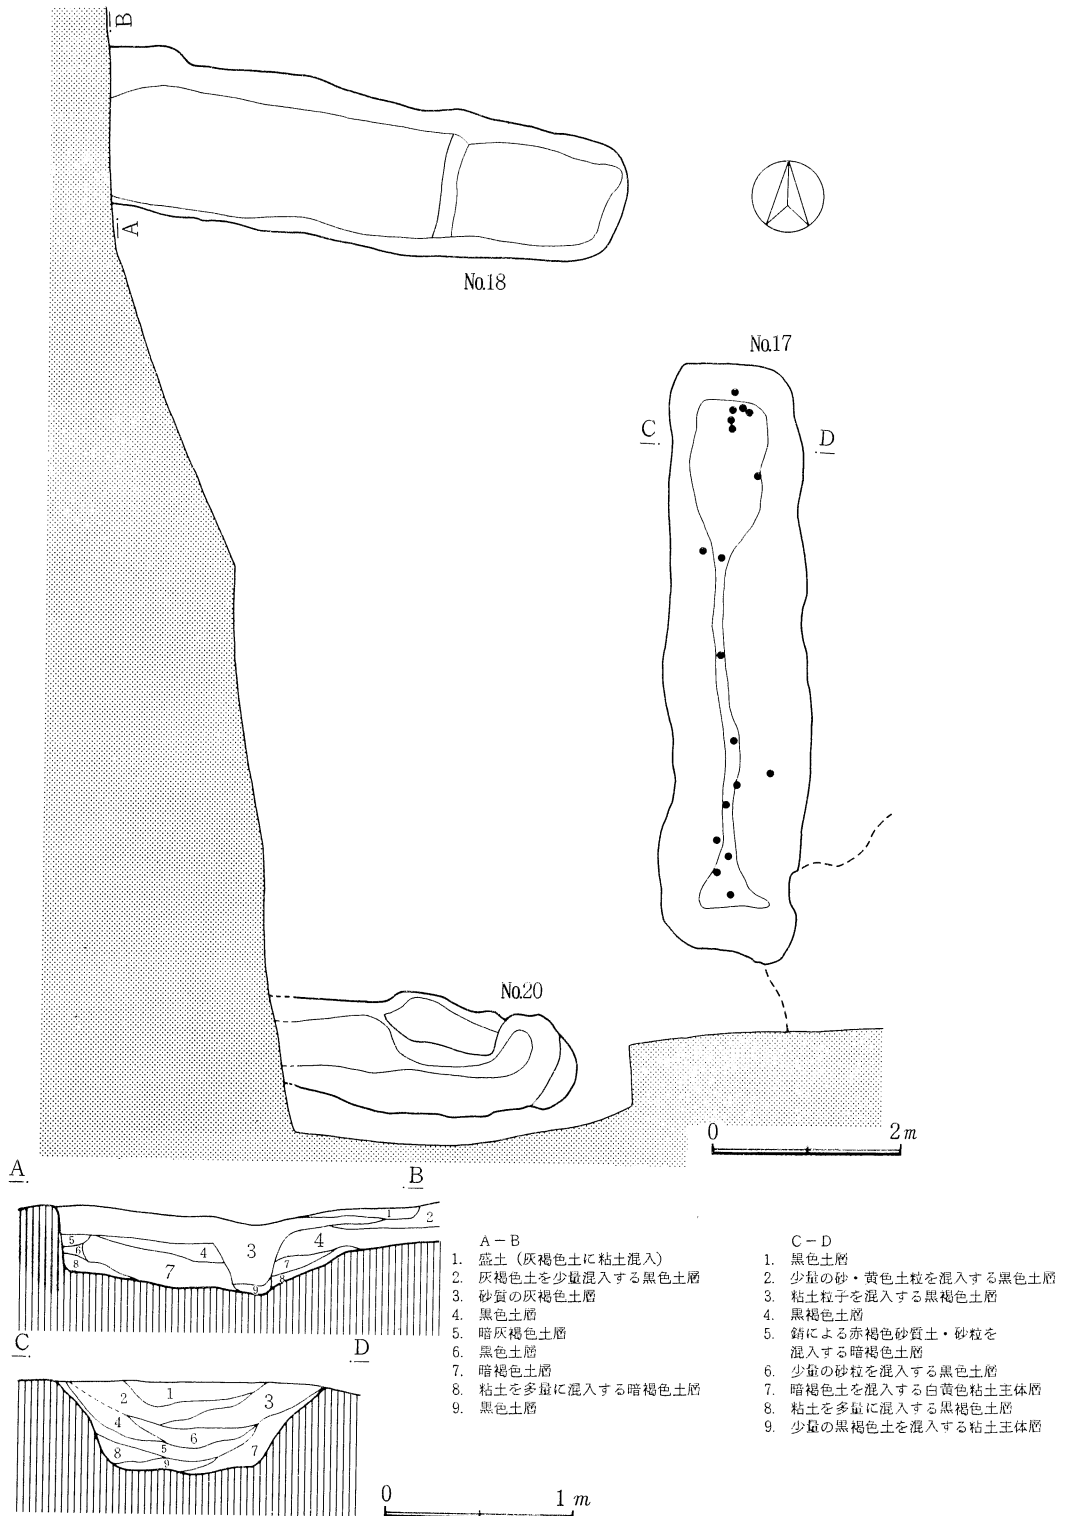 B
A
No.18
No.17
C
D
No.20
0 2m
A
B
1
2
5
6
4
3
4
8
7
7
8
9
C
D
2
1
3
4
6
5
7
8
9
A－B
1. 盛土（灰褐色土に粘土混入）
2. 灰褐色土を少量混入する黒色土層
3. 砂質の灰褐色土層
4. 黒色土層
5. 暗灰褐色土層
6. 黒色土層
7. 暗褐色土層
8. 粘土を多量に混入する暗褐色土層
9. 黒色土層
C－D
1. 黒色土層
2. 少量の砂・黄色土粒を混入する黒色土層
3. 粘土粒子を混入する黒褐色土層
4. 黒褐色土層
5. 錆による赤褐色砂質土・砂粒を
混入する暗褐色土層
6. 少量の砂粒を混入する黒色土層
7. 暗褐色土を混入する白黄色粘土主体層
8. 粘土を多量に混入する黒褐色土層
9. 少量の黒褐色土を混入する粘土主体層
0 1m